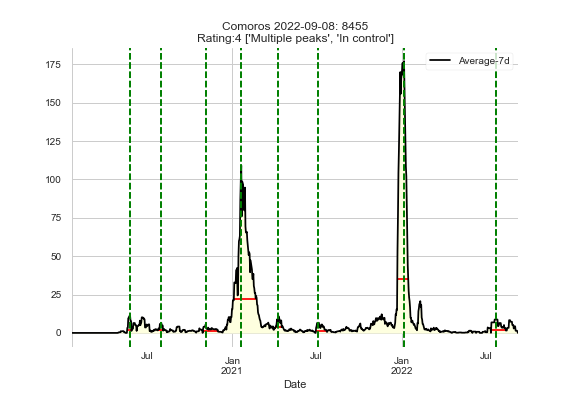 Comoros 2022-09-08: 8455
Rating:4 ['Multiple peaks', 'In control']
Average-7d
175
150
125
100
75
50
25
0
Jul
Jan
2021
Jul
Jan
2022
Jul
Date